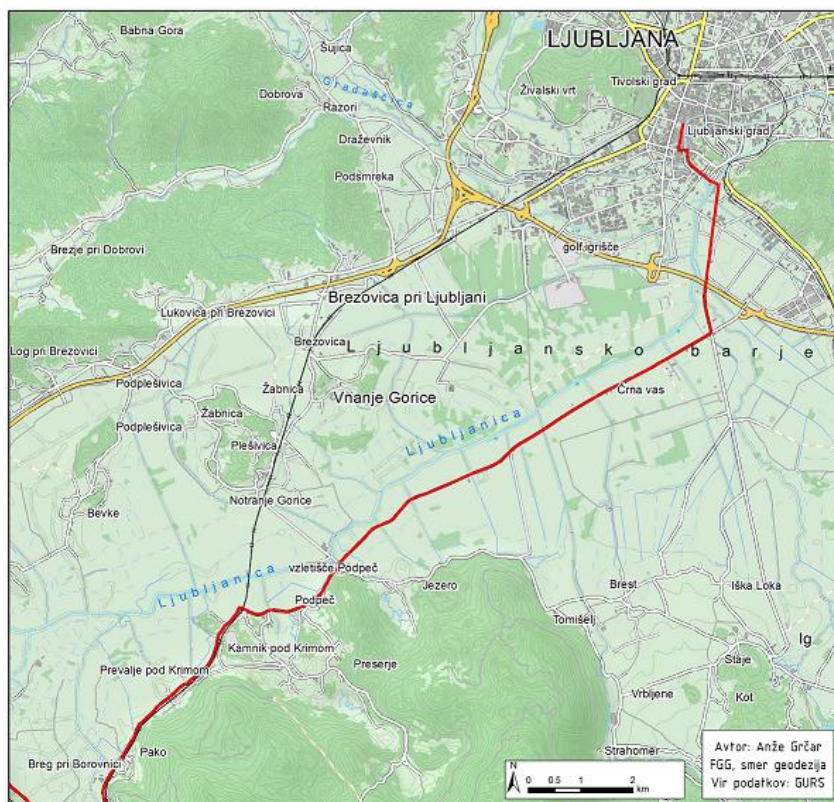 Babna Gora
Šujica
LJUBLJANA
Tivolski grad
Gradaščica
Dobrova
Razori
Živalski vrt
Ljubljanski grad
Draževnik
Podsmreka
Brezje pri Dobrovi
golf igrišče
Brezovica pri Ljubljani
Lukovica pri Brezovici
Brezovica
Ljubljansko barje
Log pri Brezovici
Podplešivica
Žabnica
Vnanje Gorice
Črna vas
Žabnica
Podplešivica
Plešivica
Ljubljanica
Notranje Gorice
Bevke
vzletišče Podpeč
Ljubljanica
Jezero
Brest
Iška Loka
Podpeč
Tomišelj
Kamnik pod Krimom
Ig
Preserje
Staje
Prevalje pod Krimom
Kot
Vrbljene
Pako
Strahomer
Breg pri Borovnici
N
0 0.5 1 2
km
Avtor: Anže Grčar
FGG, smer geodezija
Vir podatkov: GURS